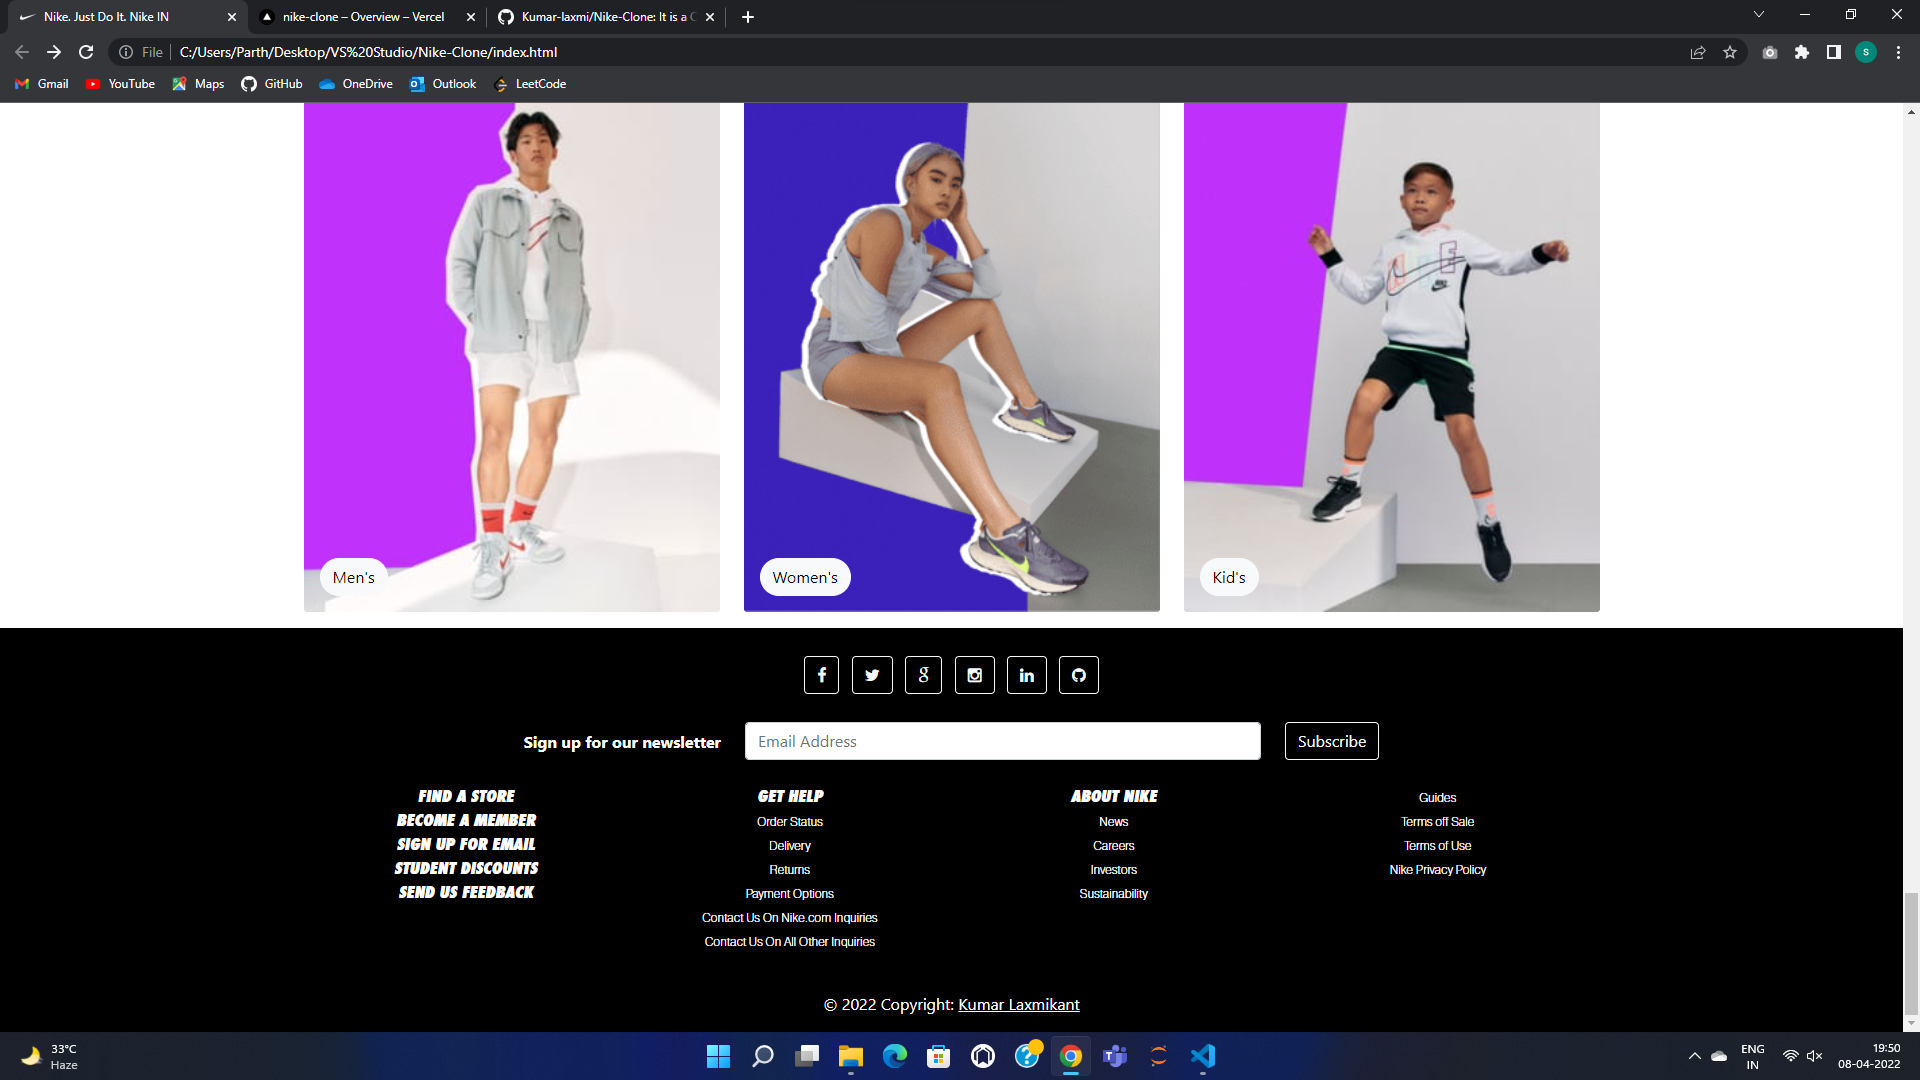 Nike. Just Do It. Nike IN
nike-clone – Overview – Vercel
Kumar-laxmi/Nike-Clone: It is a C
File
C:/Users/Parth/Desktop/VS%20Studio/Nike-Clone/index.html
S
Gmail
YouTube
Maps
GitHub
OneDrive
Outlook
LeetCode
Men's
Women's
Kid's
Sign up for our newsletter
Email Address
Subscribe
FIND A STORE
BECOME A MEMBER
SIGN UP FOR EMAIL
STUDENT DISCOUNTS
SEND US FEEDBACK
GET HELP
Order Status
Delivery
Returns
Payment Options
Contact Us On Nike.com Inquiries
Contact Us On All Other Inquiries
ABOUT NIKE
News
Careers
Investors
Sustainability
Guides
Terms off Sale
Terms of Use
Nike Privacy Policy
© 2022 Copyright: Kumar Laxmikant
33°C
Haze
ENG
IN
19:50
08-04-2022